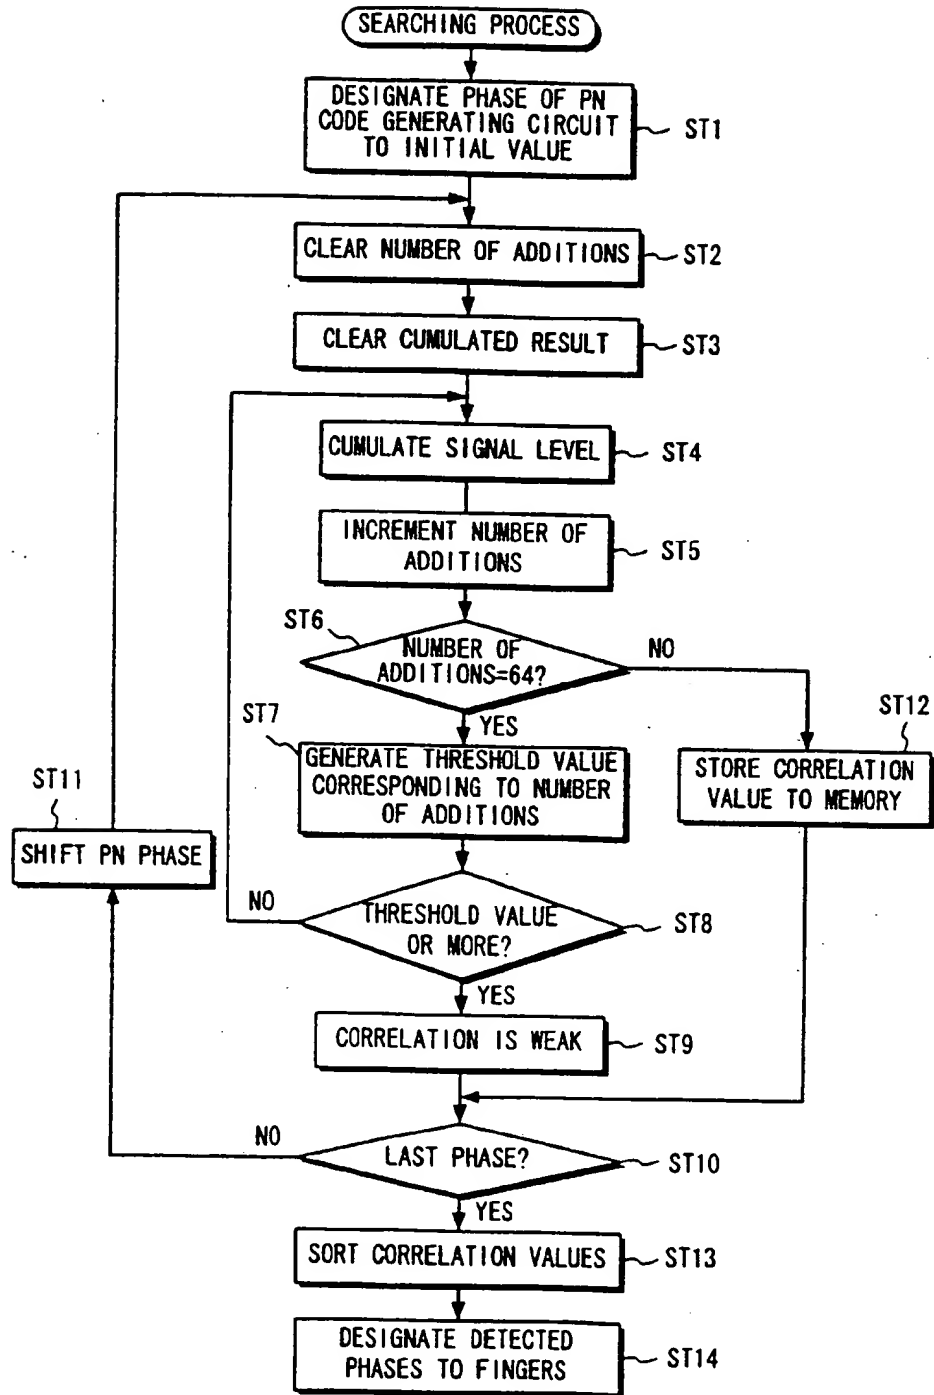 SEARCHING PROCESS
DESIGNATE PHASE OF PN
CODE GENERATING CIRCUIT
TO INITIAL VALUE
ST1
CLEAR NUMBER OF ADDITIONS
ST2
CLEAR CUMULATED RESULT
ST3
CUMULATE SIGNAL LEVEL
ST4
INCREMENT NUMBER OF
ADDITIONS
ST5
ST6
NUMBER OF
ADDITIONS=64?
NO
YES
ST7
GENERATE THRESHOLD VALUE
CORRESPONDING TO NUMBER
OF ADDITIONS
ST12
STORE CORRELATION
VALUE TO MEMORY
ST11
SHIFT PN PHASE
NO
THRESHOLD VALUE
OR MORE?
ST8
YES
CORRELATION IS WEAK
ST9
NO
LAST PHASE?
ST10
YES
SORT CORRELATION VALUES
ST13
DESIGNATE DETECTED
PHASES TO FINGERS
ST14